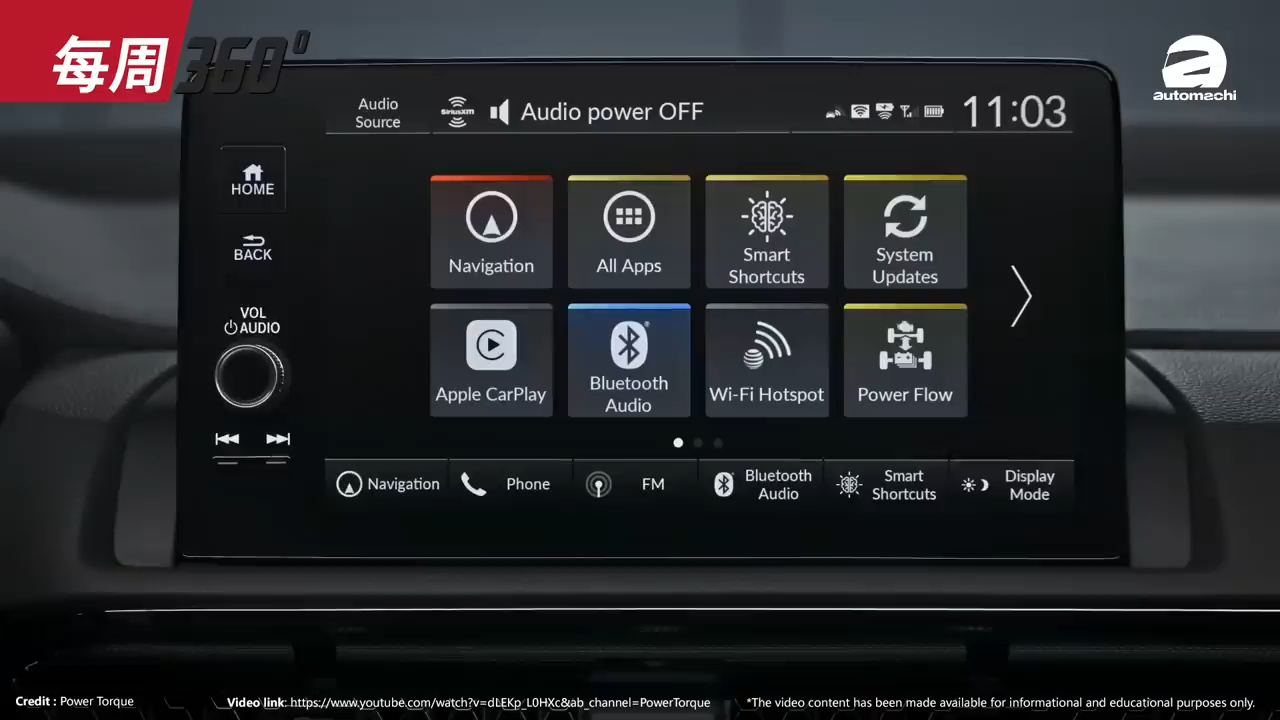 每周360°
automachi
Audio
Source
SIRIUSXM
Audio power OFF
11:03
HOME
BACK
VOL
AUDIO
Navigation
All Apps
Smart
Shortcuts
System
Updates
Apple CarPlay
Bluetooth
Audio
Wi-Fi Hotspot
Power Flow
Navigation
Phone
FM
Bluetooth
Audio
Smart
Shortcuts
Display
Mode
Credit : Power Torque
Video link: https://www.youtube.com/watch?v=dLEKp_L0HXc&ab_channel=PowerTorque
*The video content has been made available for informational and educational purposes only.